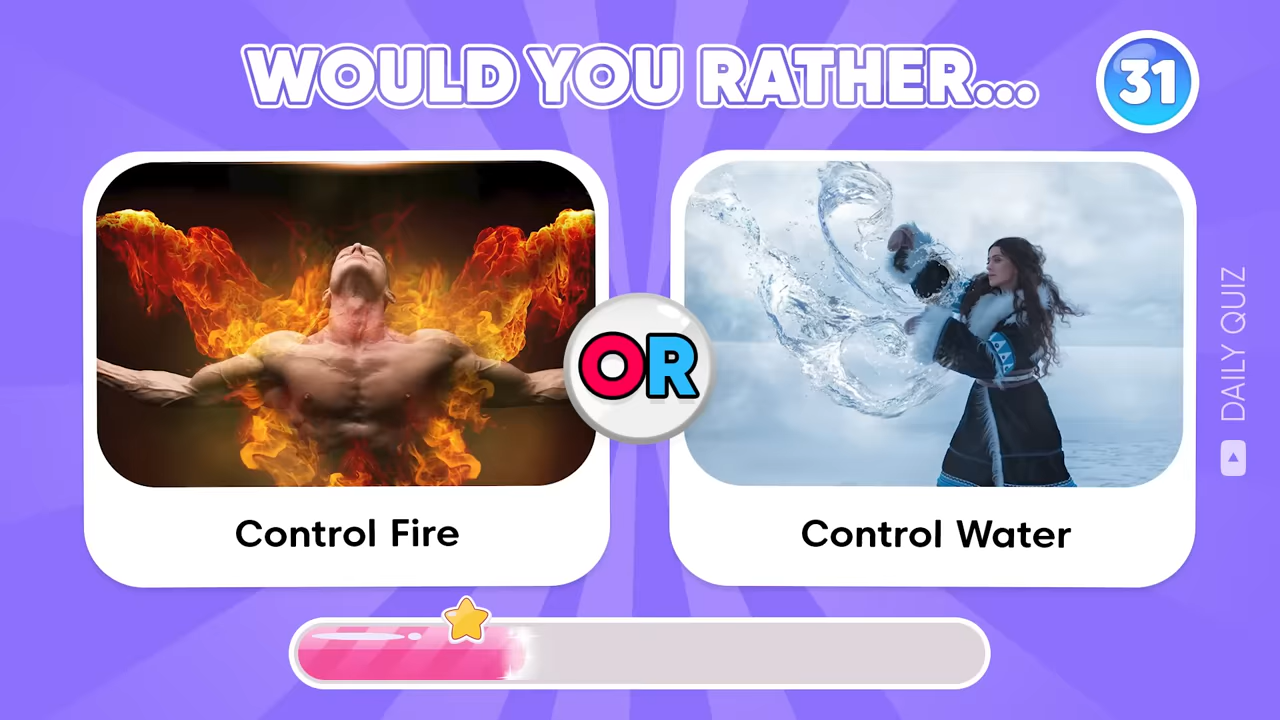 WOULD YOU RATHER...
31
OR
Control Fire
Control Water
DAILY QUIZ